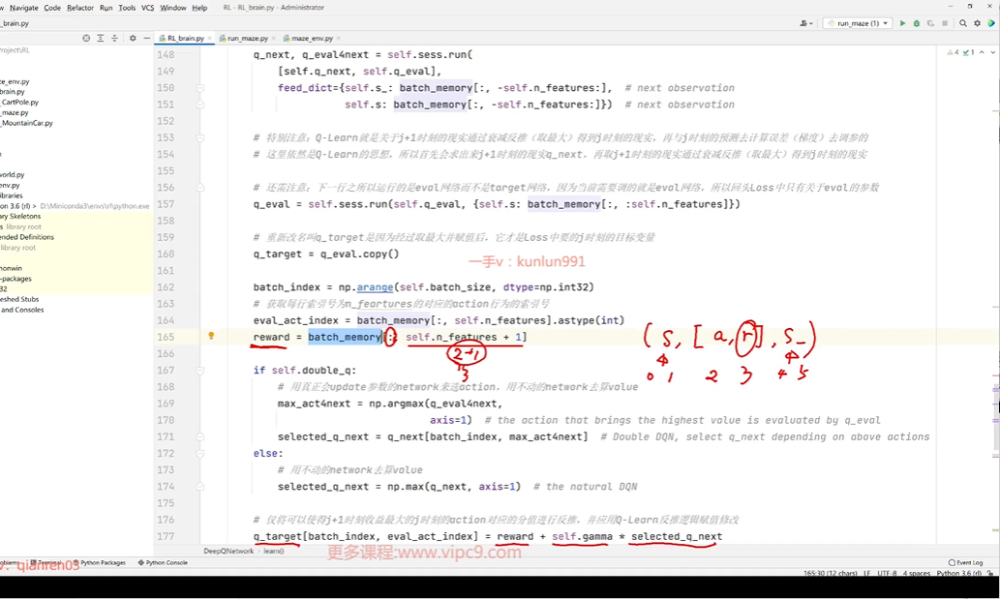 Navigate Code Refactor Run Tools VCS Window Help RL - RL_brain.py - Administrator
_brain.py
run_maze (1)
Project\RL
RL_brain.py run_maze.py maze_env.py
4 1
ze_env.py
brain.py
_CartPole.py
_maze.py
_MountainCar.py
world.py
env.py
ibraries
on 3.6 (rl) > D:\Miniconda3\envs\rl\python.exe
ary Skeletons
s library root
ended Definitions
library root
nonwin
-packages
32
peshed Stubs
and Consoles
148 q_next, q_eval4next = self.sess.run(
149 [self.q_next, self.q_eval],
150 feed_dict={self.s_: batch_memory[:, -self.n_features:], # next observation
151 self.s: batch_memory[:, -self.n_features:]}) # next observation
152
153 # 特别注意：Q-Learn就是关于j+1时刻的现实通过衰减反推（取最大）得到j时刻的现实，再与j时刻的预测去计算误差（梯度）去调参的
154 # 这里依然是Q-Learn的思想，所以首先会求出来j+1时刻的现实q_next，再取j+1时刻的现实通过衰减反推（取最大）得到j时刻的现实
155
156 # 还需注意：下一行之所以运行的是eval网络而不是target网络，因为当前需要调的就是eval网络，所以回头Loss中只有关于eval的参数
157 q_eval = self.sess.run(self.q_eval, {self.s: batch_memory[:, :self.n_features]})
158
159 # 重新改名叫q_target是因为经过取最大并赋值后，它才是Loss中要的j时刻的目标变量
160 q_target = q_eval.copy()
一手v：kunlun991
161
162 batch_index = np.arange(self.batch_size, dtype=np.int32)
163 # 获取每行索引号为n_feartures的对应的action行为的索引号
164 eval_act_index = batch_memory[:, self.n_features].astype(int)
165 reward = batch_memory[:, self.n_features + 1]
(s, [a, r], s_)
2+1
3
0 1 2 3 4 5
166
167 if self.double_q:
168 # 用真正会update参数的network来选action，用不动的network去算value
169 max_act4next = np.argmax(q_eval4next,
170 axis=1) # the action that brings the highest value is evaluated by q_eval
171 selected_q_next = q_next[batch_index, max_act4next] # Double DQN, select q_next depending on above actions
172 else:
173 # 用不动的network去算value
174 selected_q_next = np.max(q_next, axis=1) # the natural DQN
175
176 # 仅将可以使得j+1时刻收益最大的j时刻的action对应的分值进行反推，并应用Q-Learn反推逻辑赋值修改
177 q_target[batch_index, eval_act_index] = reward + self.gamma * selected_q_next
DeepQNetwork > learn()
更多课程:www.vipc9.com
Problems Terminal Python Packages Python Console Event Log
v：qianren03
165:30 (12 chars) LF UTF-8 4 spaces Python 3.6 (rl)